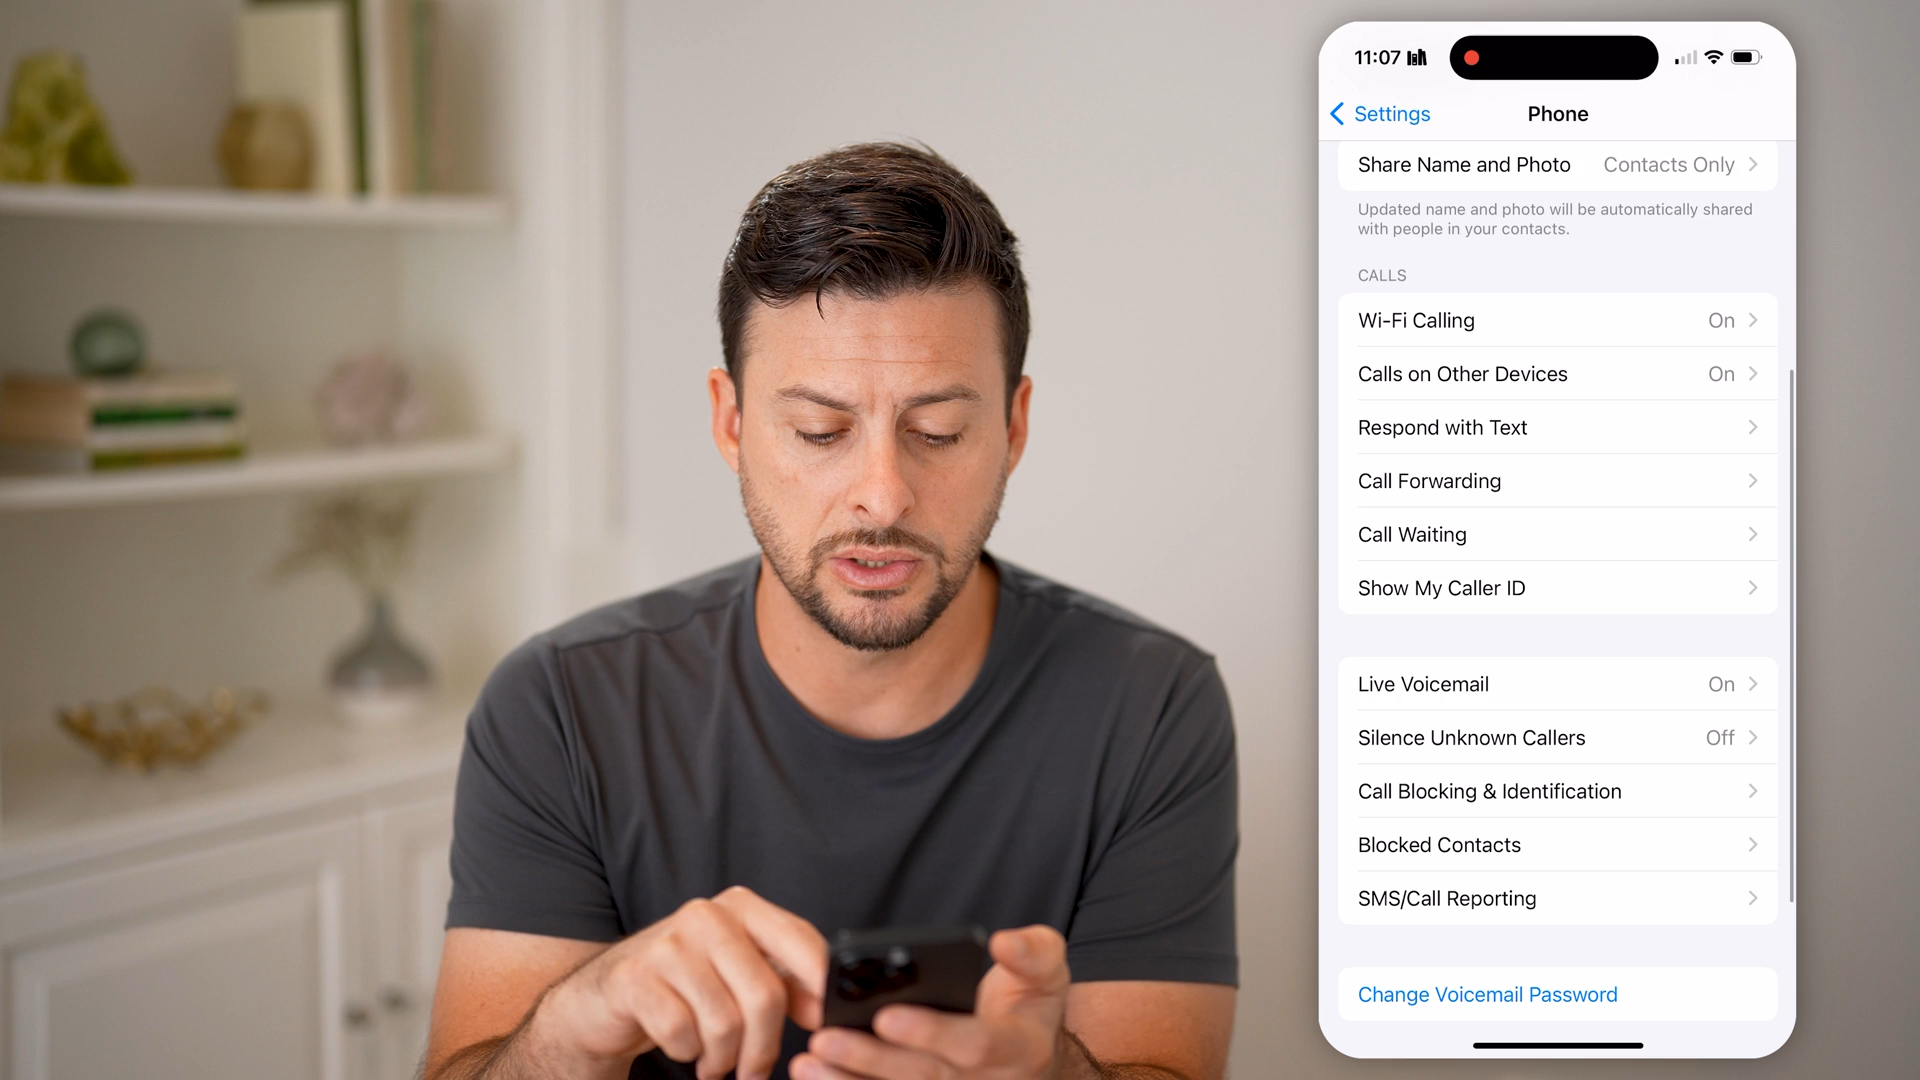 11:07
Settings
Phone
Share Name and Photo Contacts Only
Updated name and photo will be automatically shared
with people in your contacts.
CALLS
Wi-Fi Calling On
Calls on Other Devices On
Respond with Text
Call Forwarding
Call Waiting
Show My Caller ID
Live Voicemail On
Silence Unknown Callers Off
Call Blocking & Identification
Blocked Contacts
SMS/Call Reporting
Change Voicemail Password